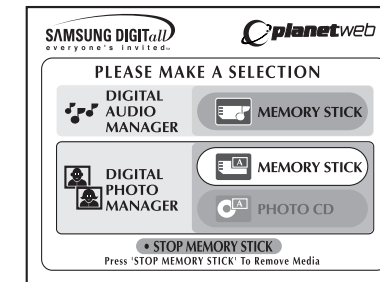 SAMSUNG DIGITall
everyone's invited™
planetweb
PLEASE MAKE A SELECTION
DIGITAL
AUDIO
MANAGER
MEMORY STICK
DIGITAL
PHOTO
MANAGER
A
MEMORY STICK
A
PHOTO CD
• STOP MEMORY STICK
Press 'STOP MEMORY STICK' To Remove Media